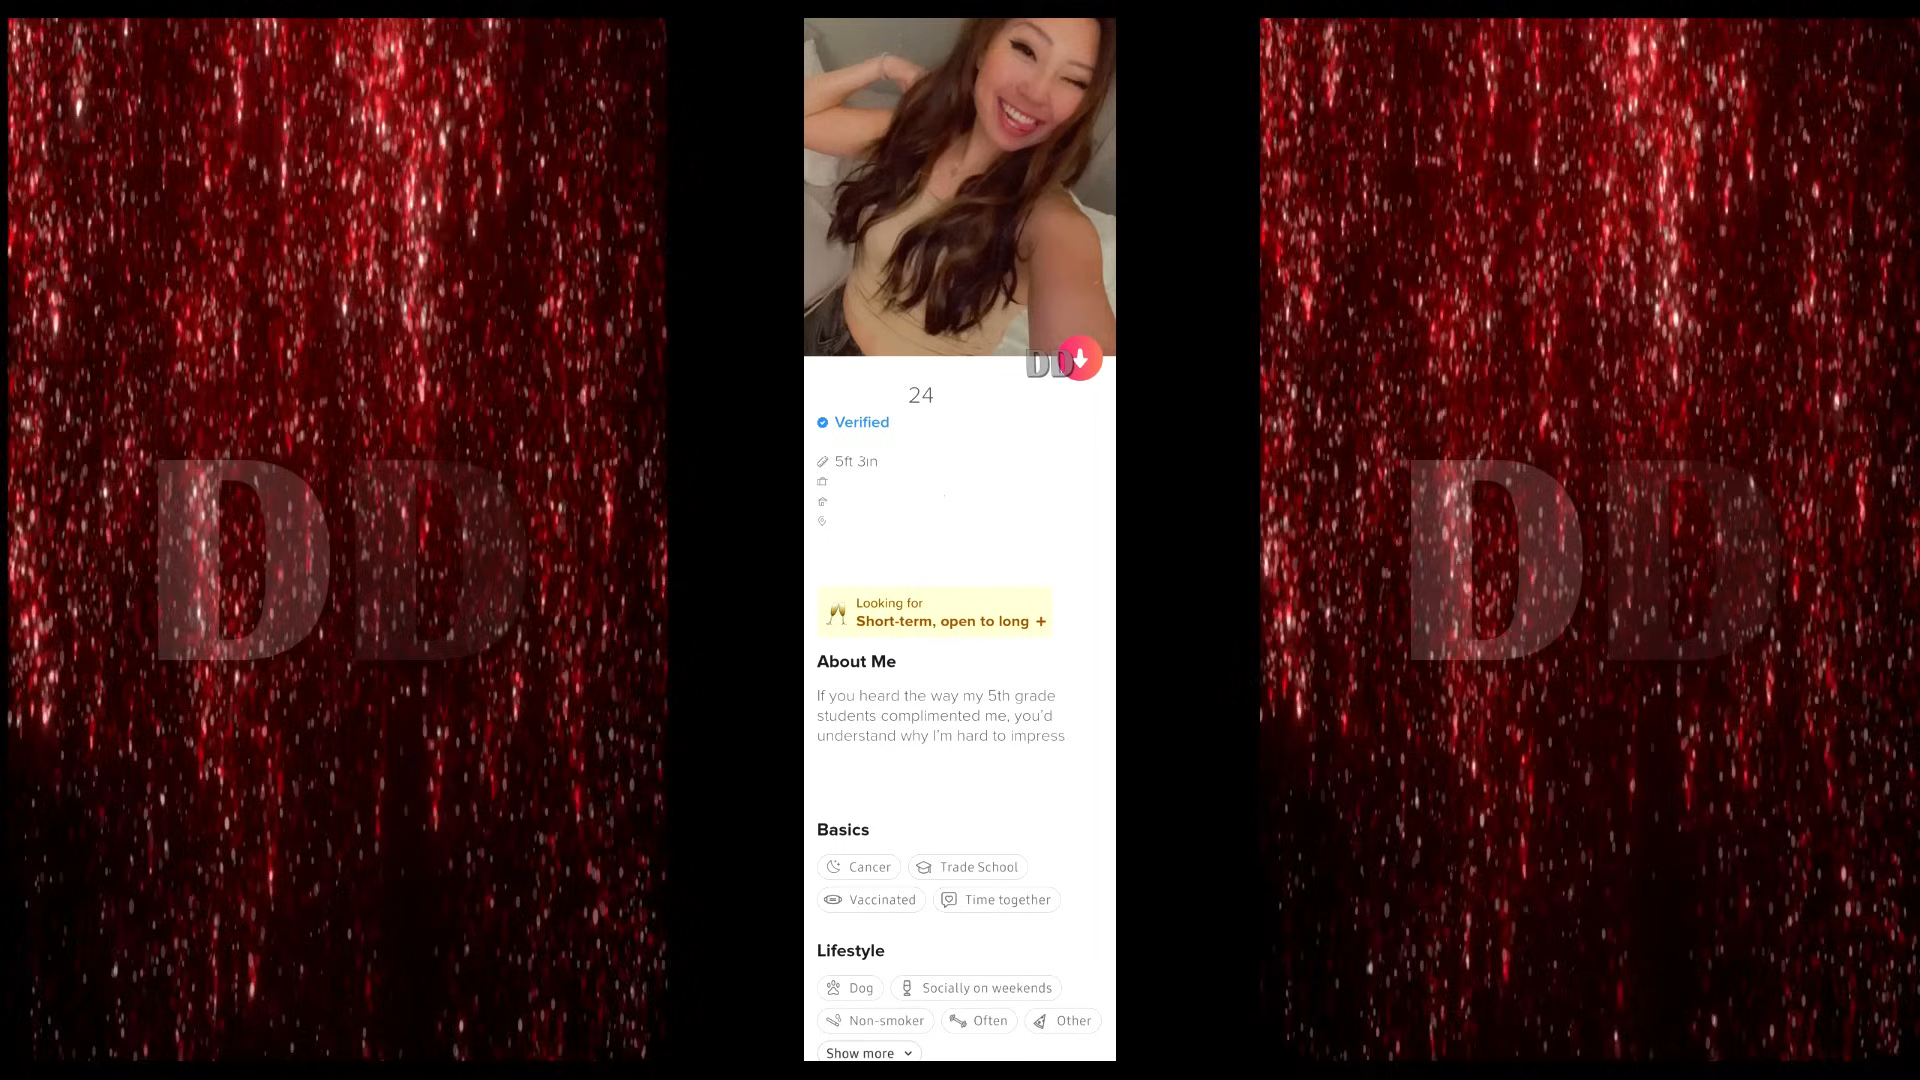 DD
24
Verified
5ft 3in
Looking for
Short-term, open to long +
About Me
If you heard the way my 5th grade
students complimented me, you'd
understand why I'm hard to impress
Basics
Cancer Trade School
Vaccinated Time together
Lifestyle
Dog Socially on weekends
Non-smoker Often Other
Show more
DD
DD